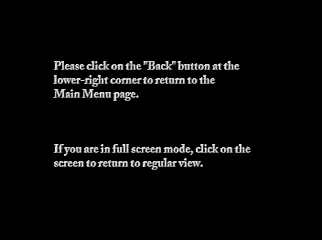 Please click on the "Back" button at the
lower-right corner to return to the
Main Menu page.
If you are in full screen mode, click on the
screen to return to regular view.